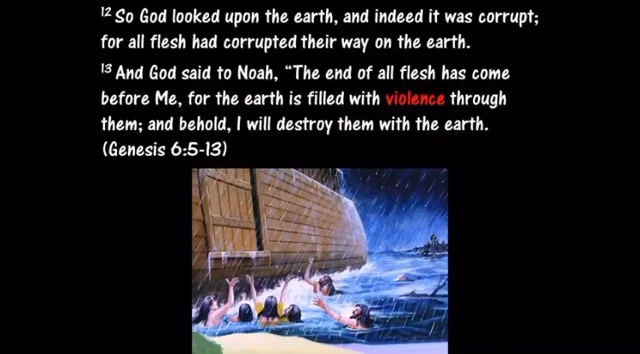 12 So God looked upon the earth, and indeed it was corrupt;
for all flesh had corrupted their way on the earth.
13 And God said to Noah, “The end of all flesh has come
before Me, for the earth is filled with violence through
them; and behold, I will destroy them with the earth.
(Genesis 6:5-13)